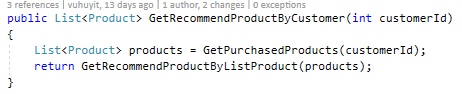 3 references | vuhuyit, 13 days ago | 1 author, 2 changes | 0 exceptions
public List<Product> GetRecommendProductByCustomer(int customerId)
{
List<Product> products = GetPurchasedProducts(customerId);
return GetRecommendProductByListProduct(products);
}